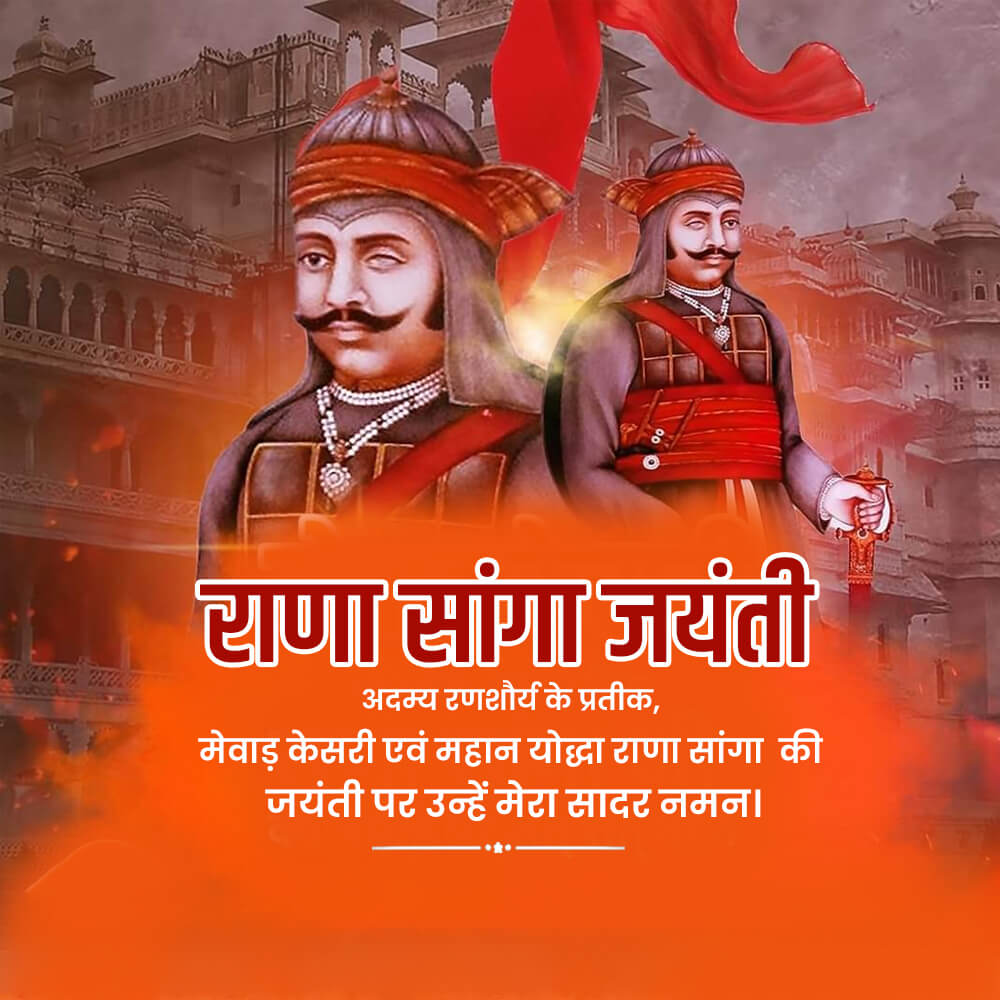 राणा सांगा जयंती
अदम्य रणशौर्य के प्रतीक,
मेवाड़ केसरी एवं महान योद्धा राणा सांगा की
जयंती पर उन्हें मेरा सादर नमन।